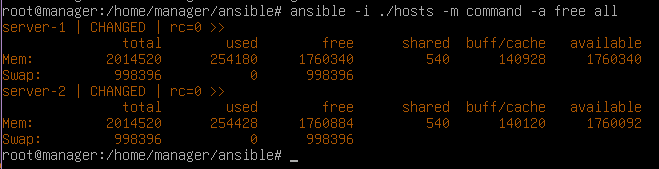 root@manager:/home/manager/ansible# ansible -i ./hosts -m command -a free all
server-1 | CHANGED | rc=0 >>
total used free shared buff/cache available
Mem: 2014520 254180 1760340 540 140928 1760340
Swap: 998396 0 998396
server-2 | CHANGED | rc=0 >>
total used free shared buff/cache available
Mem: 2014520 254428 1760884 540 140120 1760092
Swap: 998396 0 998396
root@manager:/home/manager/ansible# _